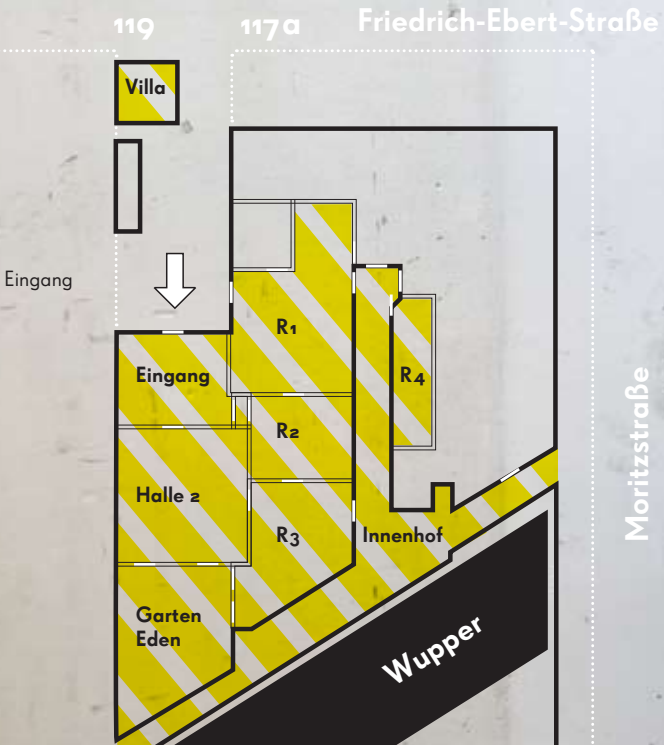 119
117a
Friedrich-Ebert-Straße
Villa
Eingang
R1
Eingang
R4
R2
Halle 2
R3
Innenhof
Garten
Eden
Wupper
Moritzstraße